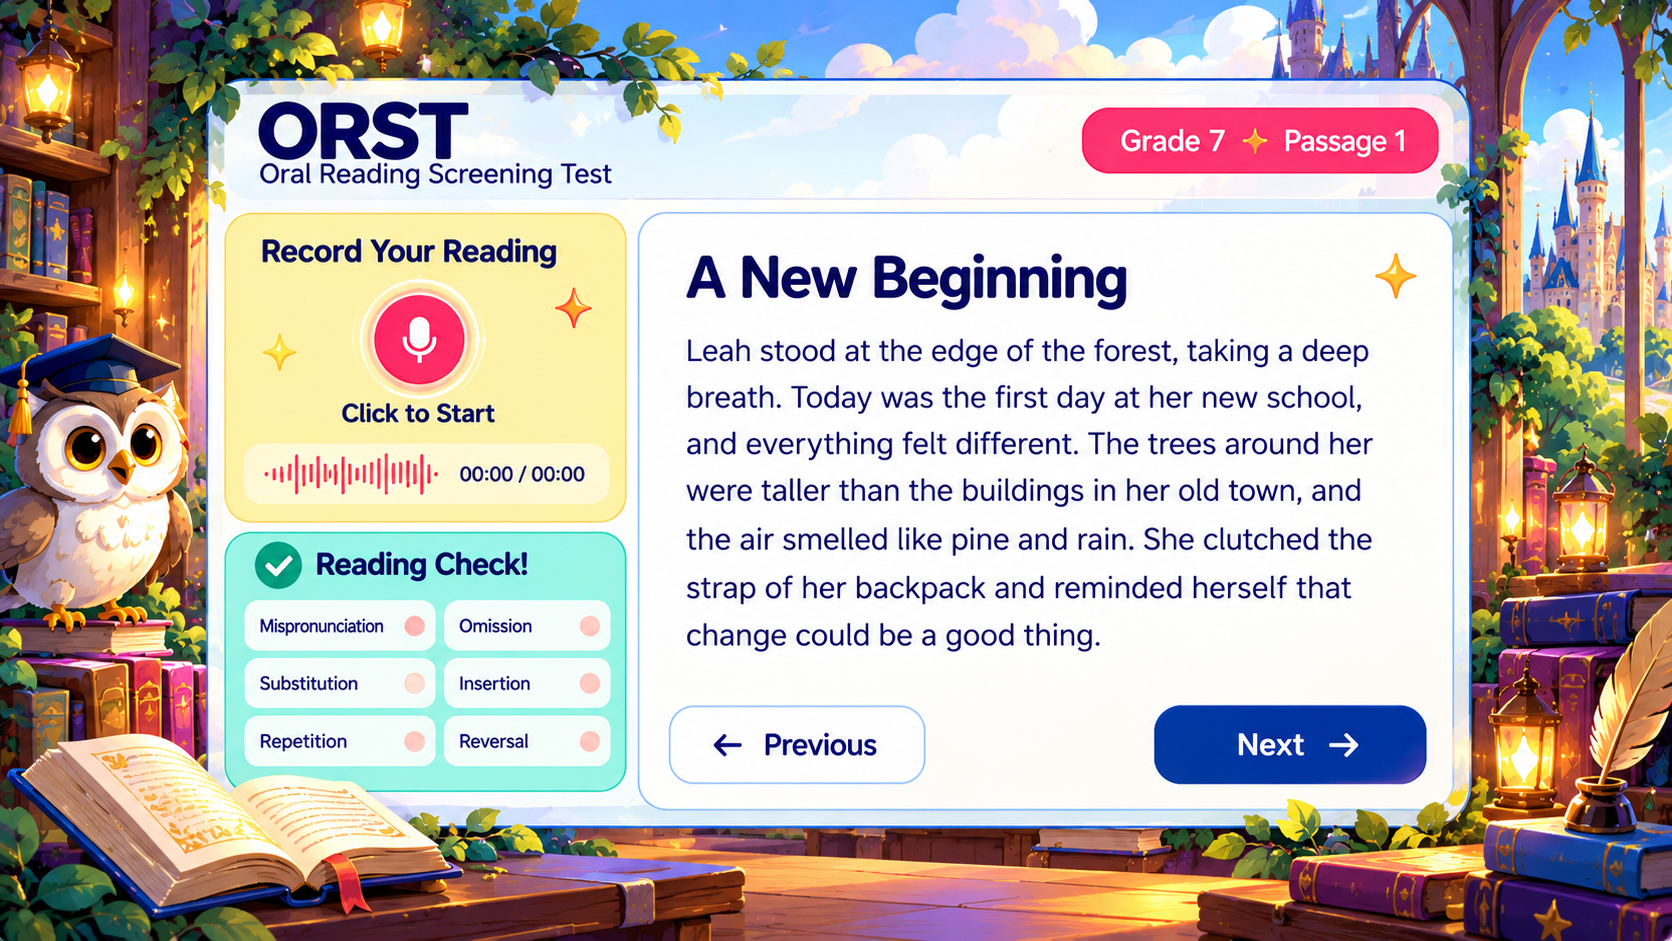 ORST
Oral Reading Screening Test
Grade 7 Passage 1
Record Your Reading
Click to Start
00:00 / 00:00
Reading Check!
Mispronunciation
Omission
Substitution
Insertion
Repetition
Reversal
A New Beginning
Leah stood at the edge of the forest, taking a deep
breath. Today was the first day at her new school,
and everything felt different. The trees around her
were taller than the buildings in her old town, and
the air smelled like pine and rain. She clutched the
strap of her backpack and reminded herself that
change could be a good thing.
← Previous
Next →